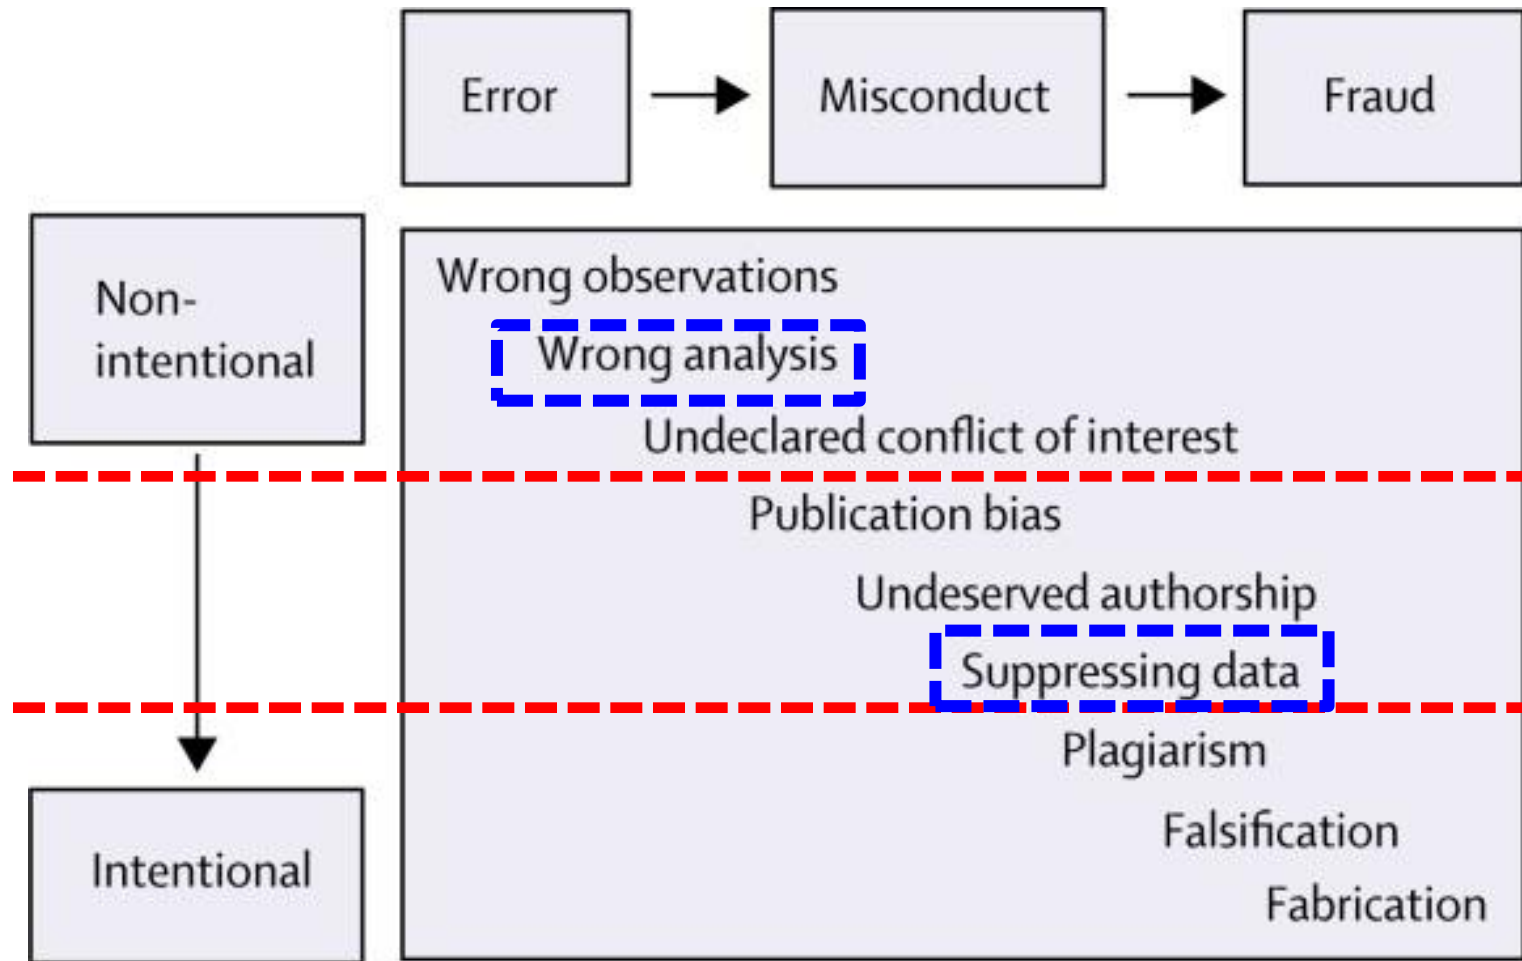 Error
Misconduct
Fraud
Non-
intentional
Wrong observations
Wrong analysis
Undeclared conflict of interest
Publication bias
Undeserved authorship
Suppressing data
Plagiarism
Intentional
Falsification
Fabrication